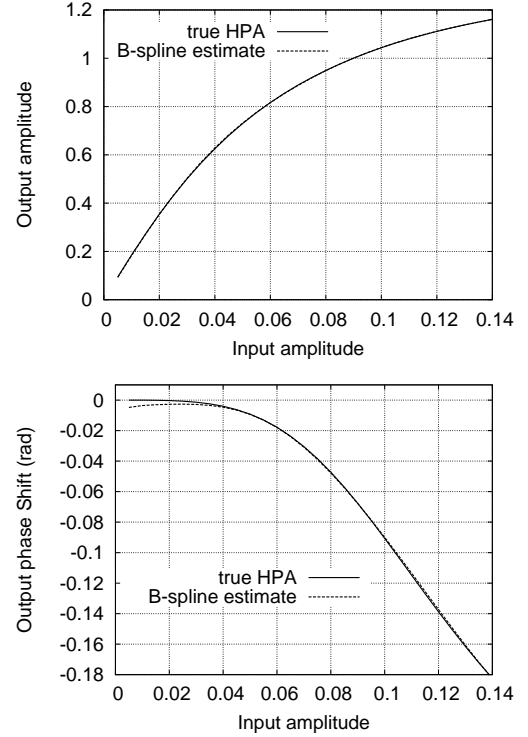 1.2
1
0.8
0.6
0.4
0.2
0
Output amplitude
true HPA
B-spline estimate
0 0.02 0.04 0.06 0.08 0.1 0.12 0.14
Input amplitude
0
-0.02
-0.04
-0.06
-0.08
-0.1
-0.12
-0.14
-0.16
-0.18
Output phase Shift (rad)
true HPA
B-spline estimate
0 0.02 0.04 0.06 0.08 0.1 0.12 0.14
Input amplitude